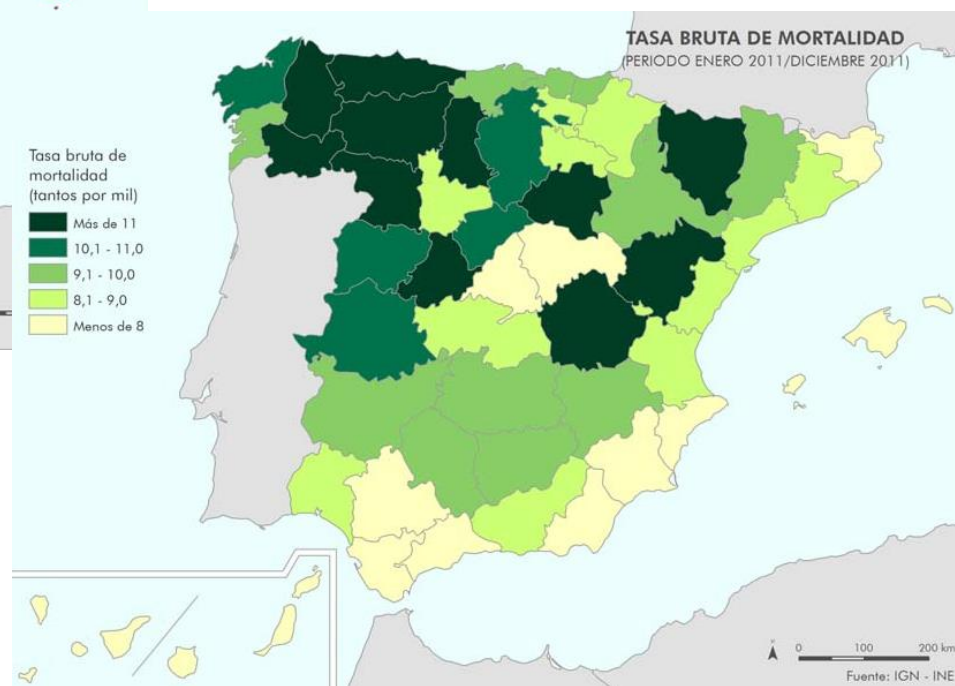 TASA BRUTA DE MORTALIDAD
(PERIODO ENERO 2011/DICIEMBRE 2011)
Tasa bruta de
mortalidad
(tantos por mil)
Más de 11
10,1 - 11,0
9,1 - 10,0
8,1 - 9,0
Menos de 8
N
0 100 200 km
Fuente: IGN - INE